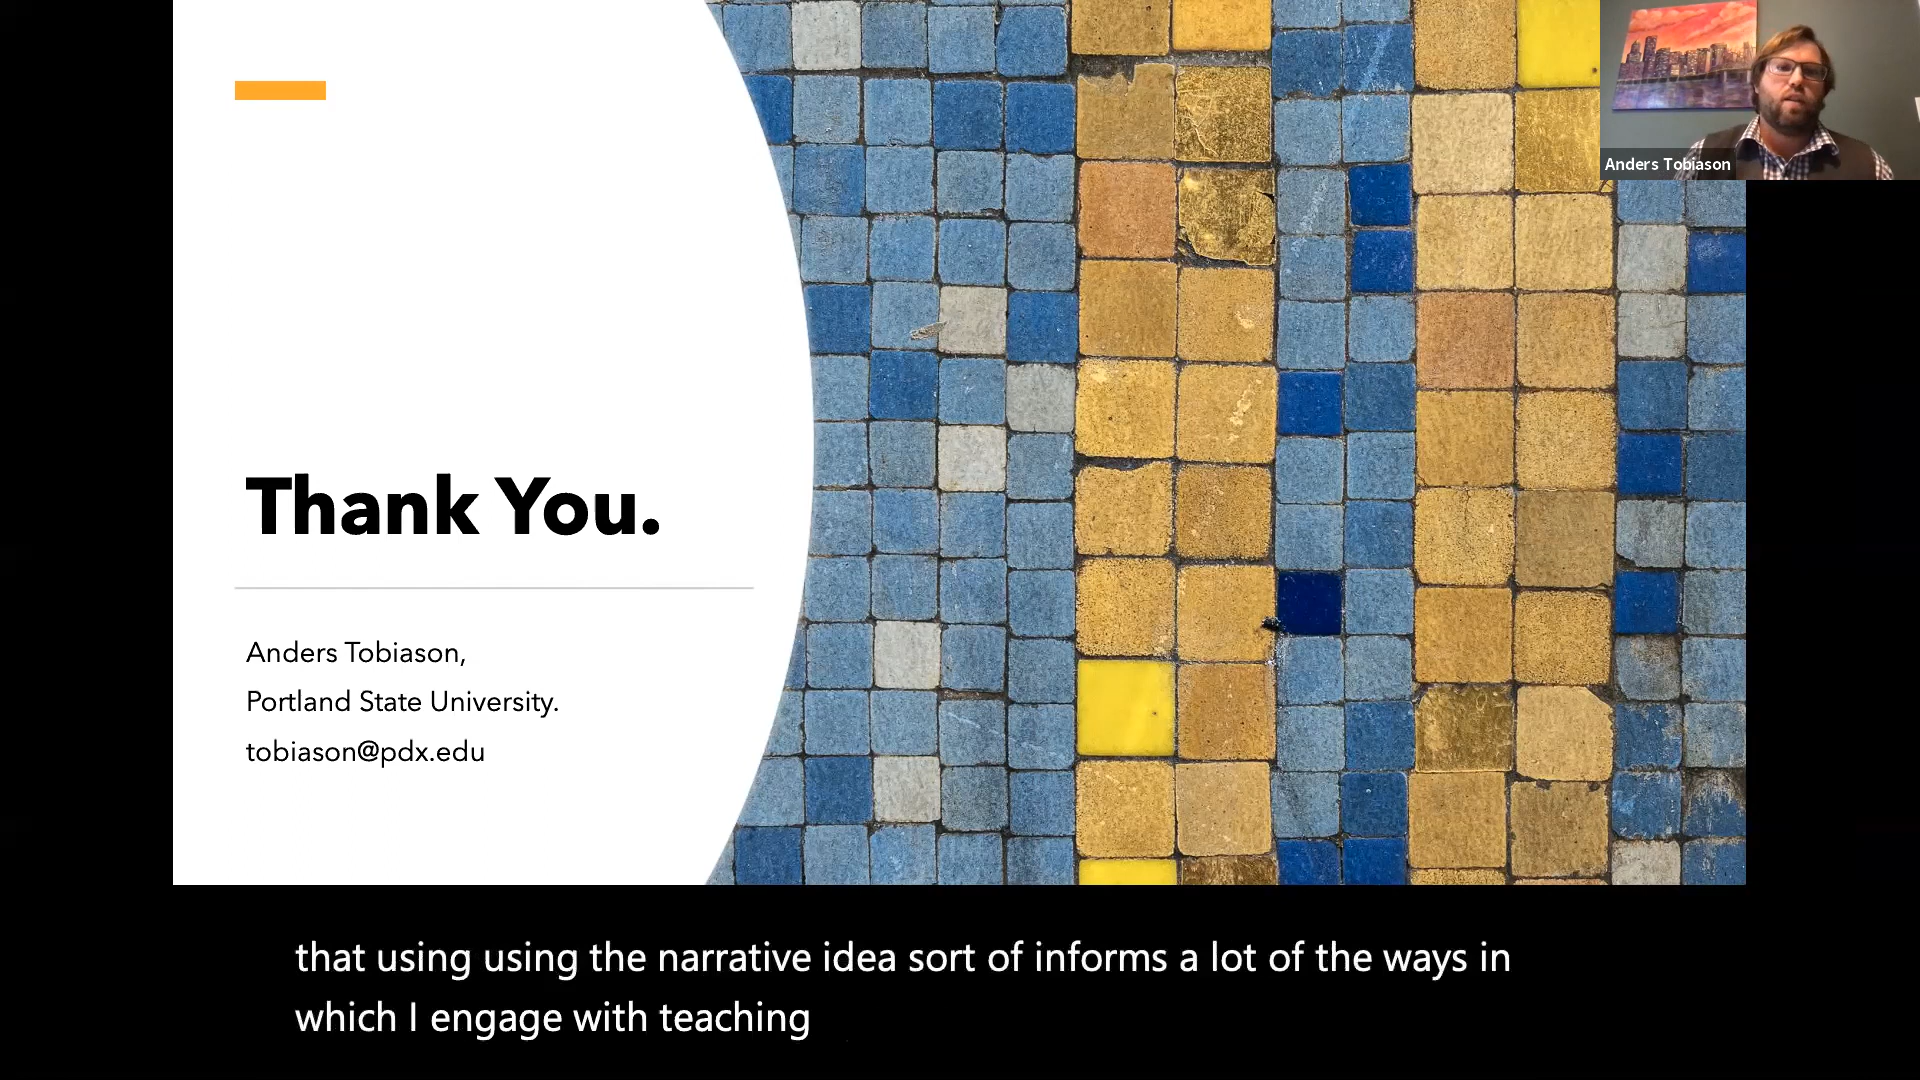 Anders Tobiason
Thank You.
Anders Tobiason,
Portland State University.
tobiason@pdx.edu
that using using the narrative idea sort of informs a lot of the ways in
which I engage with teaching